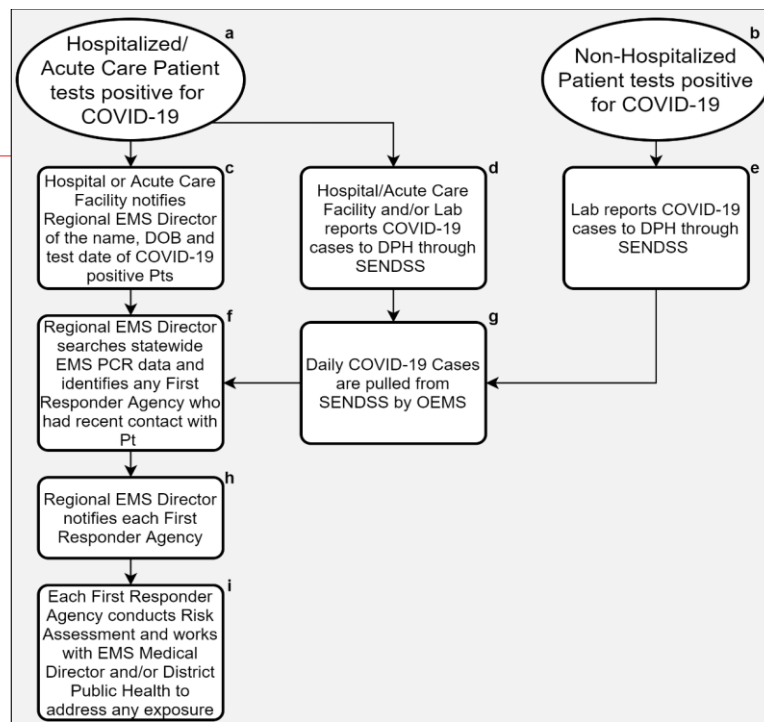 a
Hospitalized/
Acute Care Patient
tests positive for
COVID-19
b
Non-Hospitalized
Patient tests positive
for COVID-19
c
Hospital or Acute Care
Facility notifies
Regional EMS Director
of the name, DOB and
test date of COVID-19
positive Pts
d
Hospital/Acute Care
Facility and/or Lab
reports COVID-19
cases to DPH through
SENDSS
e
Lab reports COVID-19
cases to DPH through
SENDSS
f
Regional EMS Director
searches statewide
EMS PCR data and
identifies any First
Responder Agency who
had recent contact with
Pt
g
Daily COVID-19 Cases
are pulled from
SENDSS by OEMS
h
Regional EMS Director
notifies each First
Responder Agency
i
Each First Responder
Agency conducts Risk
Assessment and works
with EMS Medical
Director and/or District
Public Health to
address any exposure